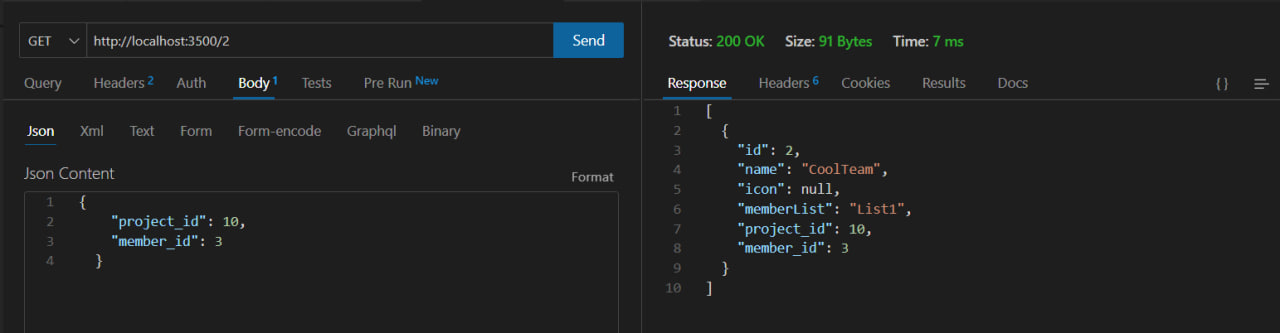 GET http://localhost:3500/2 Send
Query Headers 2 Auth Body 1 Tests Pre Run New
Json Xml Text Form Form-encode Graphql Binary
Json Content Format
1 {
2 "project_id": 10,
3 "member_id": 3
4 }
Status: 200 OK Size: 91 Bytes Time: 7 ms
Response Headers 6 Cookies Results Docs { }
1 [
2 {
3 "id": 2,
4 "name": "CoolTeam",
5 "icon": null,
6 "memberList": "List1",
7 "project_id": 10,
8 "member_id": 3
9 }
10 ]